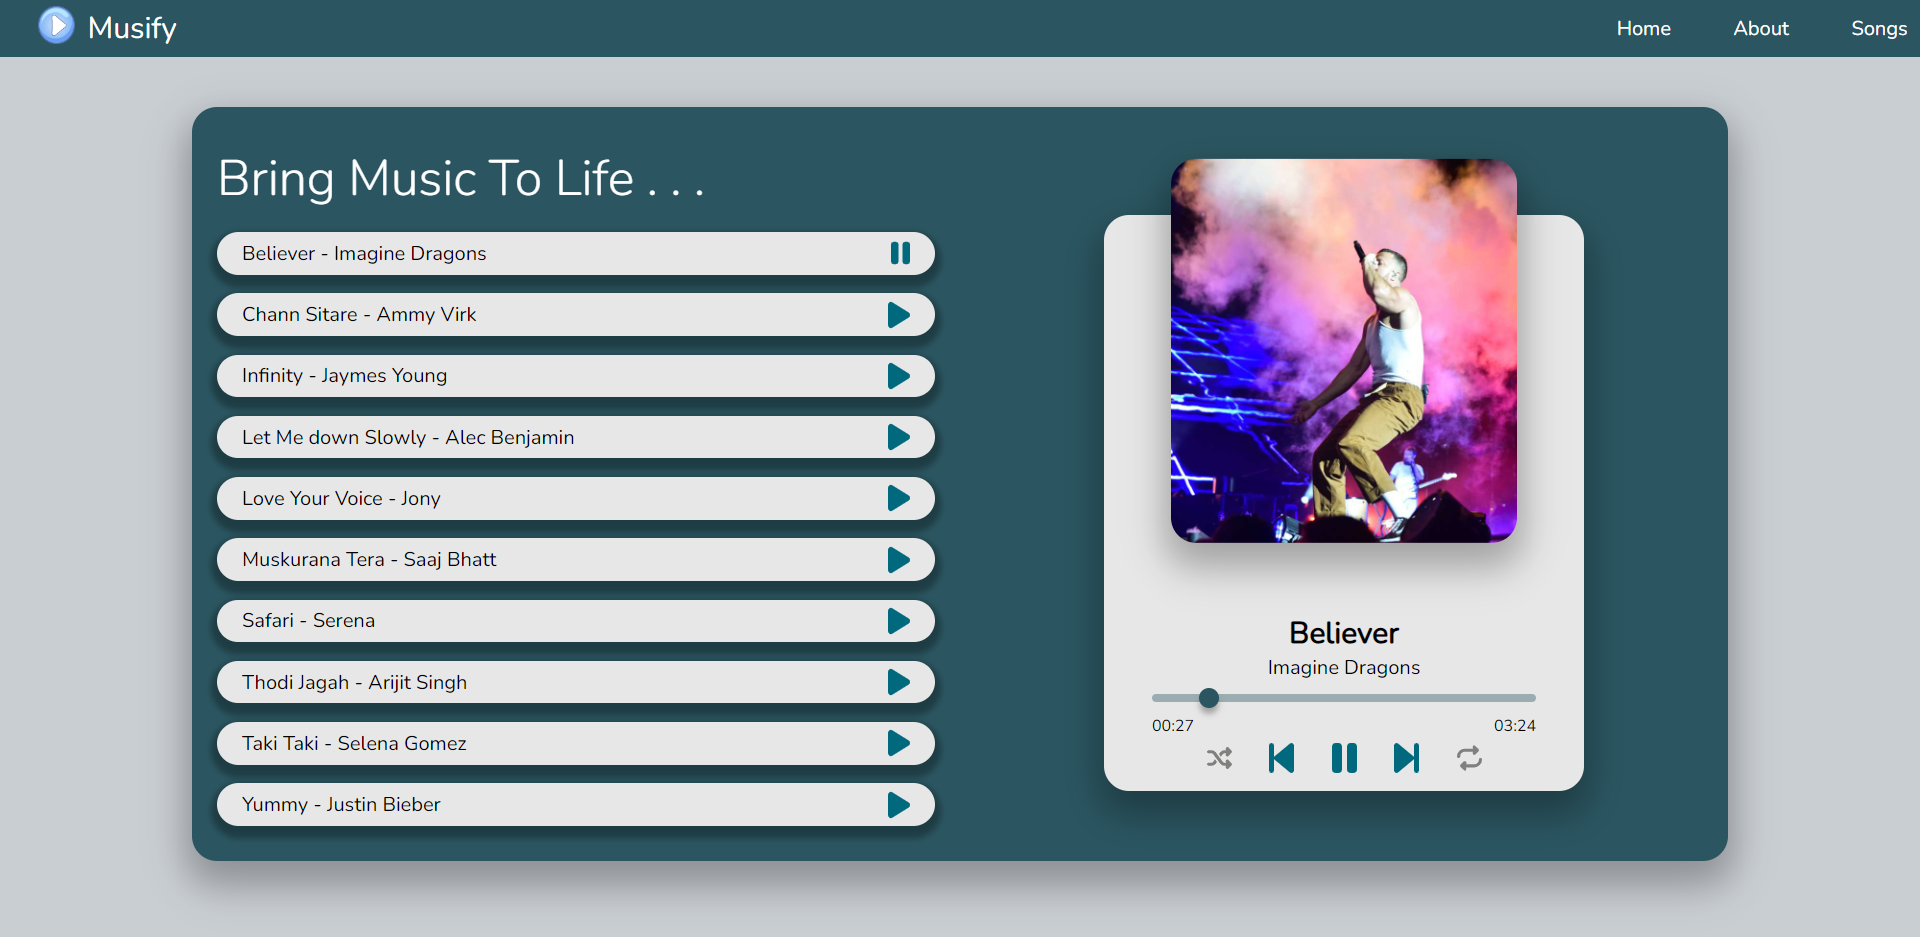 Musify
Home About Songs
Bring Music To Life . . .
Believer - Imagine Dragons
Chann Sitare - Ammy Virk
Infinity - Jaymes Young
Let Me down Slowly - Alec Benjamin
Love Your Voice - Jony
Muskurana Tera - Saaj Bhatt
Safari - Serena
Thodi Jagah - Arijit Singh
Taki Taki - Selena Gomez
Yummy - Justin Bieber
Believer
Imagine Dragons
00:27 03:24